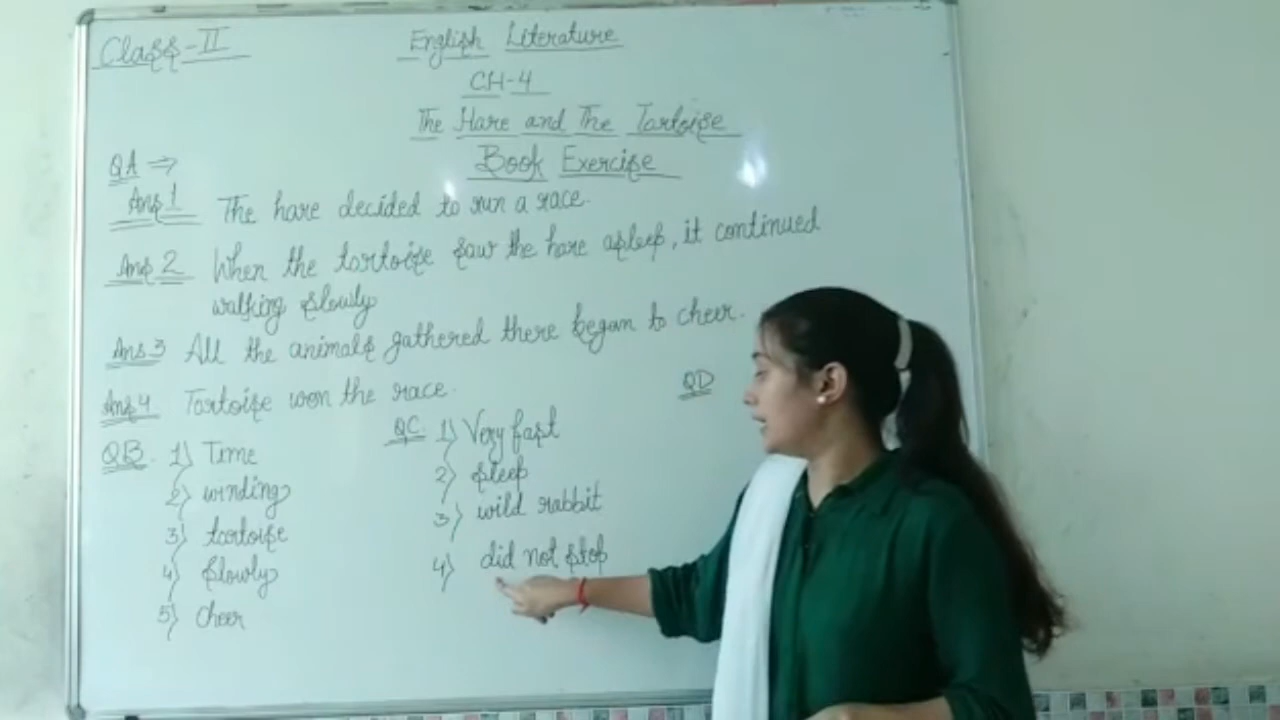 Class-II
English Literature
CH-4
The Hare and The Tortoise
Book Exercise
QA ⇒
Ans 1 The hare decided to run a race.
Ans 2 When the tortoise saw the hare asleep, it continued
walking slowly
Ans 3 All the animals gathered there began to cheer.
Ans 4 Tortoise won the race.
QB. 1) Time
2) winding
3) tortoise
4) slowly
5) cheer
QC. 1) Very fast
2) sleep
3) wild rabbit
4) did not stop
QD